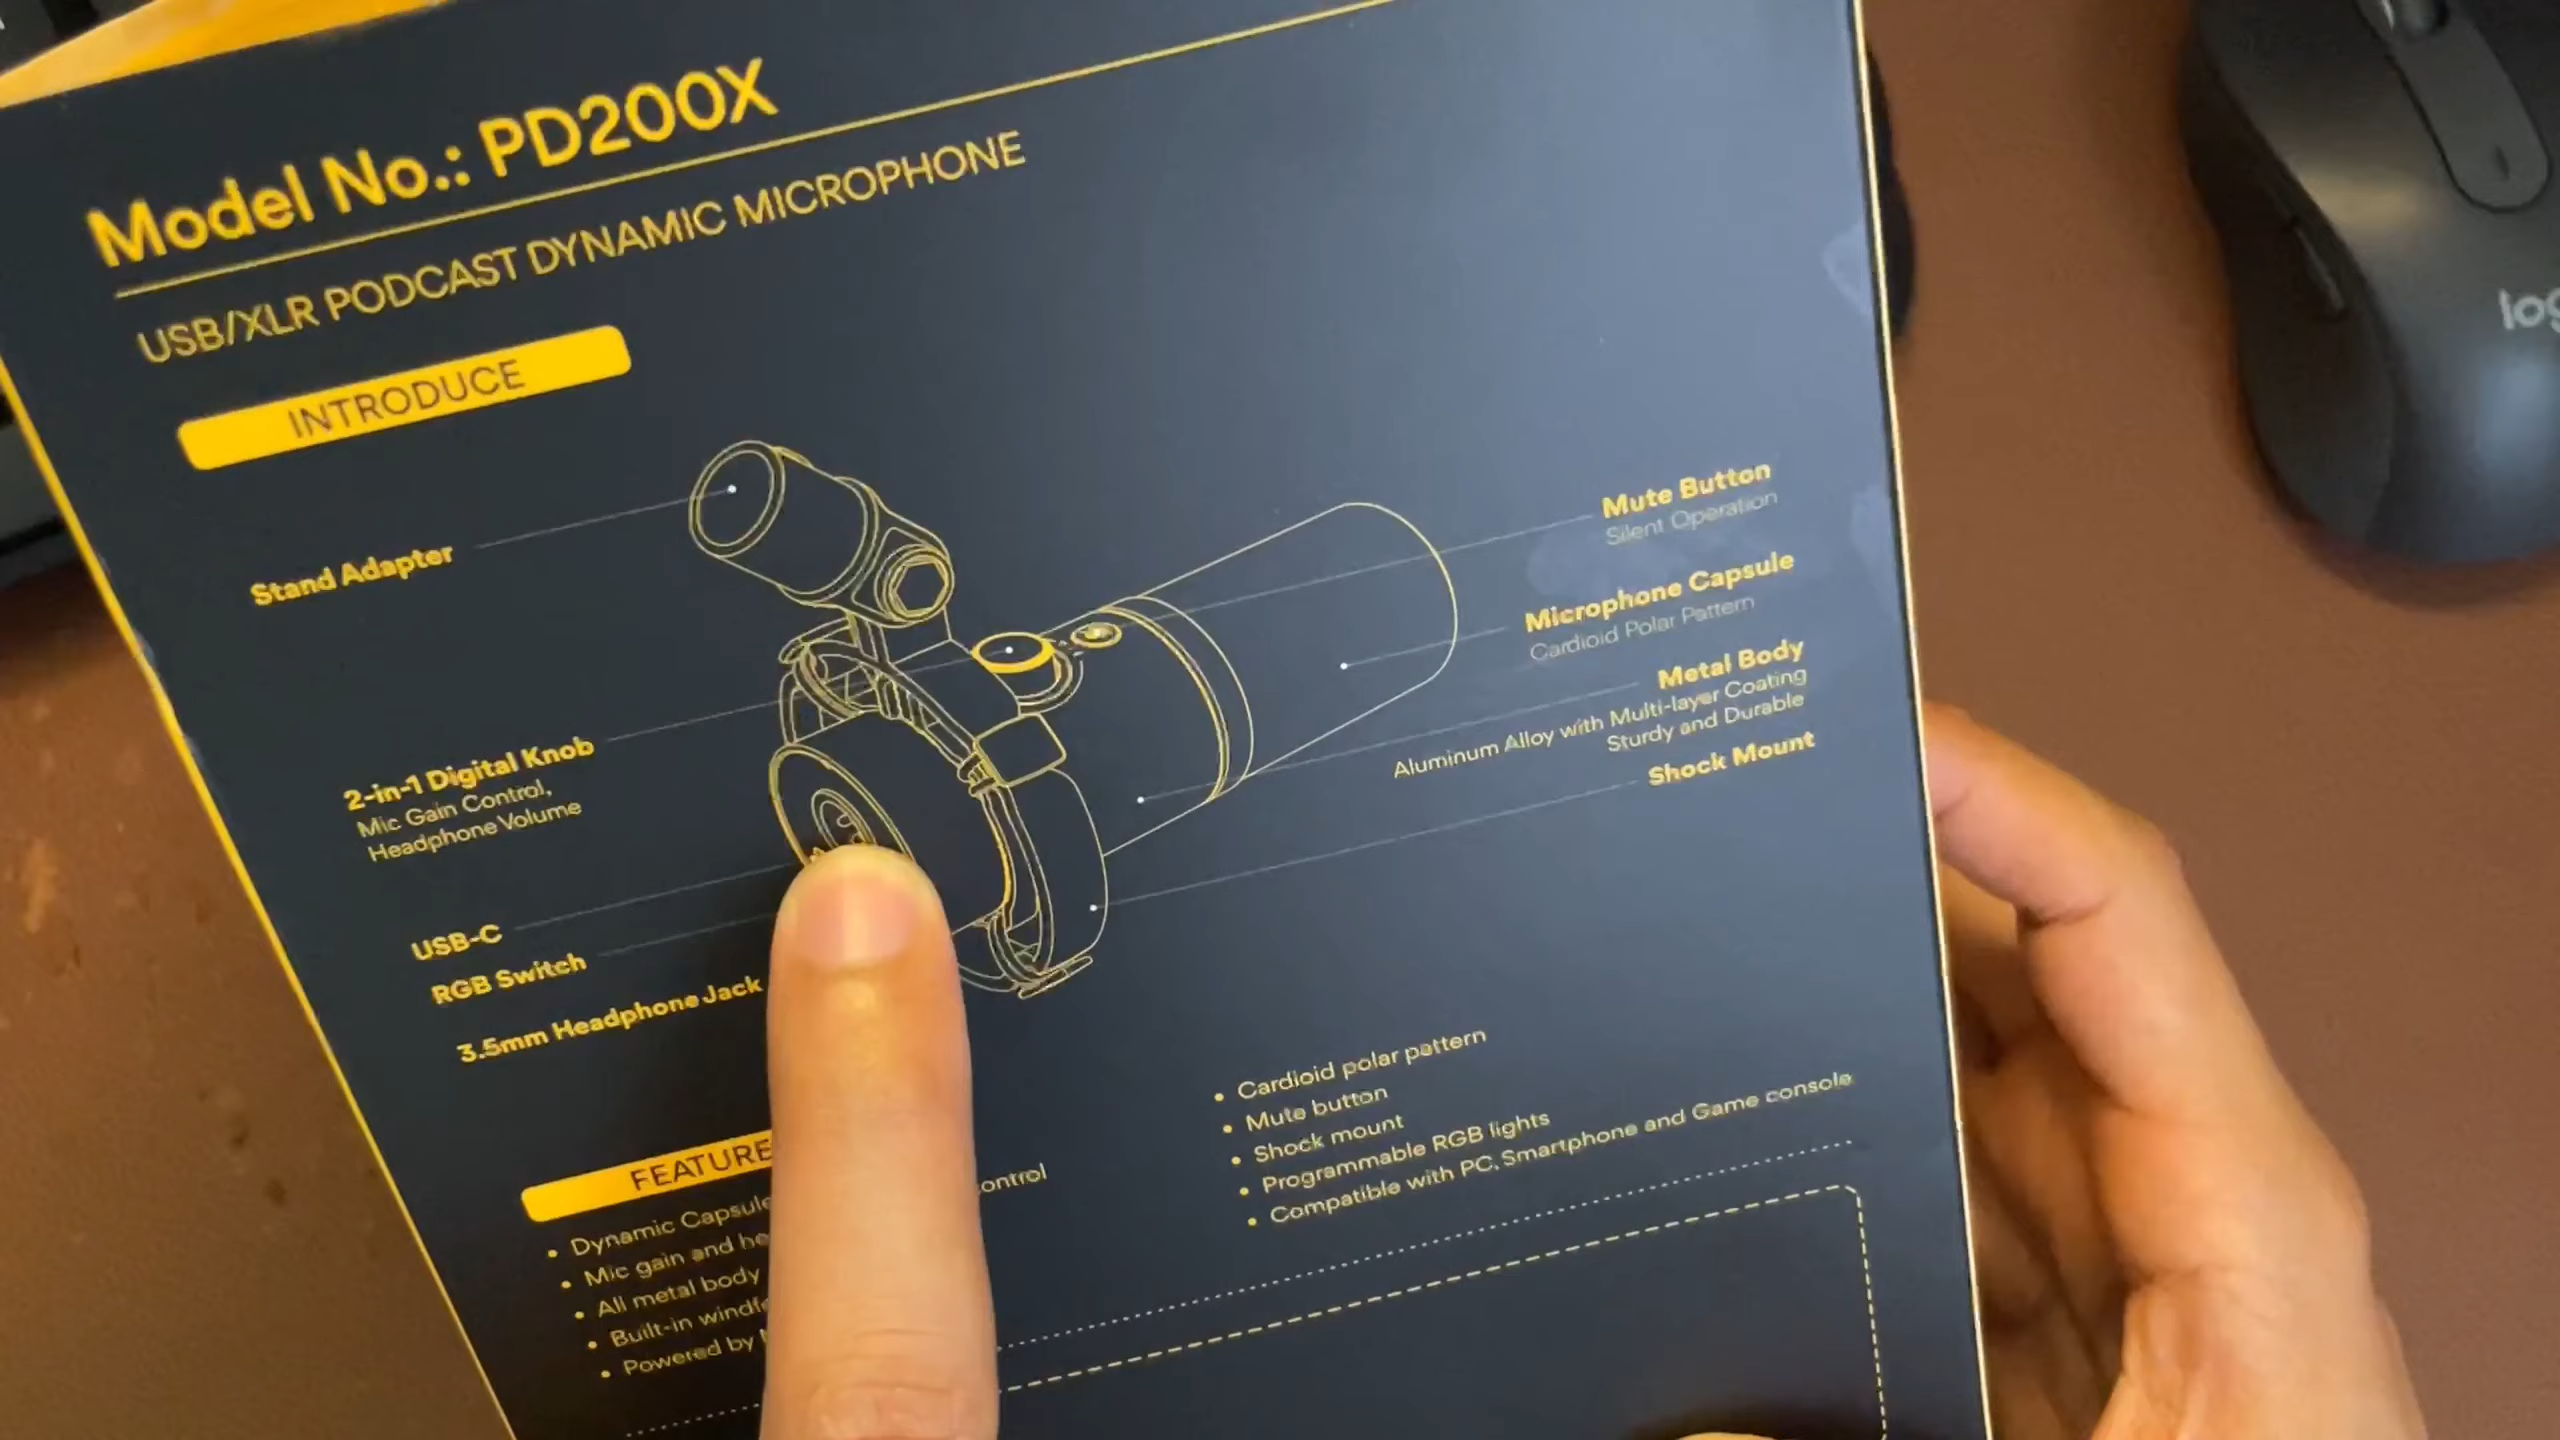 Model No.: PD200X
USB/XLR PODCAST DYNAMIC MICROPHONE
INTRODUCE
Stand Adapter
2-in-1 Digital Knob
Mic Gain Control,
Headphone Volume
USB-C
RGB Switch
3.5mm Headphone Jack
Mute Button
Silent Operation
Microphone Capsule
Cardioid Polar Pattern
Metal Body
Aluminum Alloy with Multi-layer Coating
Sturdy and Durable
Shock Mount
FEATURE
• Dynamic Capsule
• Mic gain and
• All metal body
• Built-in
• Powered by
• Cardioid polar pattern
• Mute button
• Shock mount
• Programmable RGB lights
• Compatible with PC, Smartphone and Game console